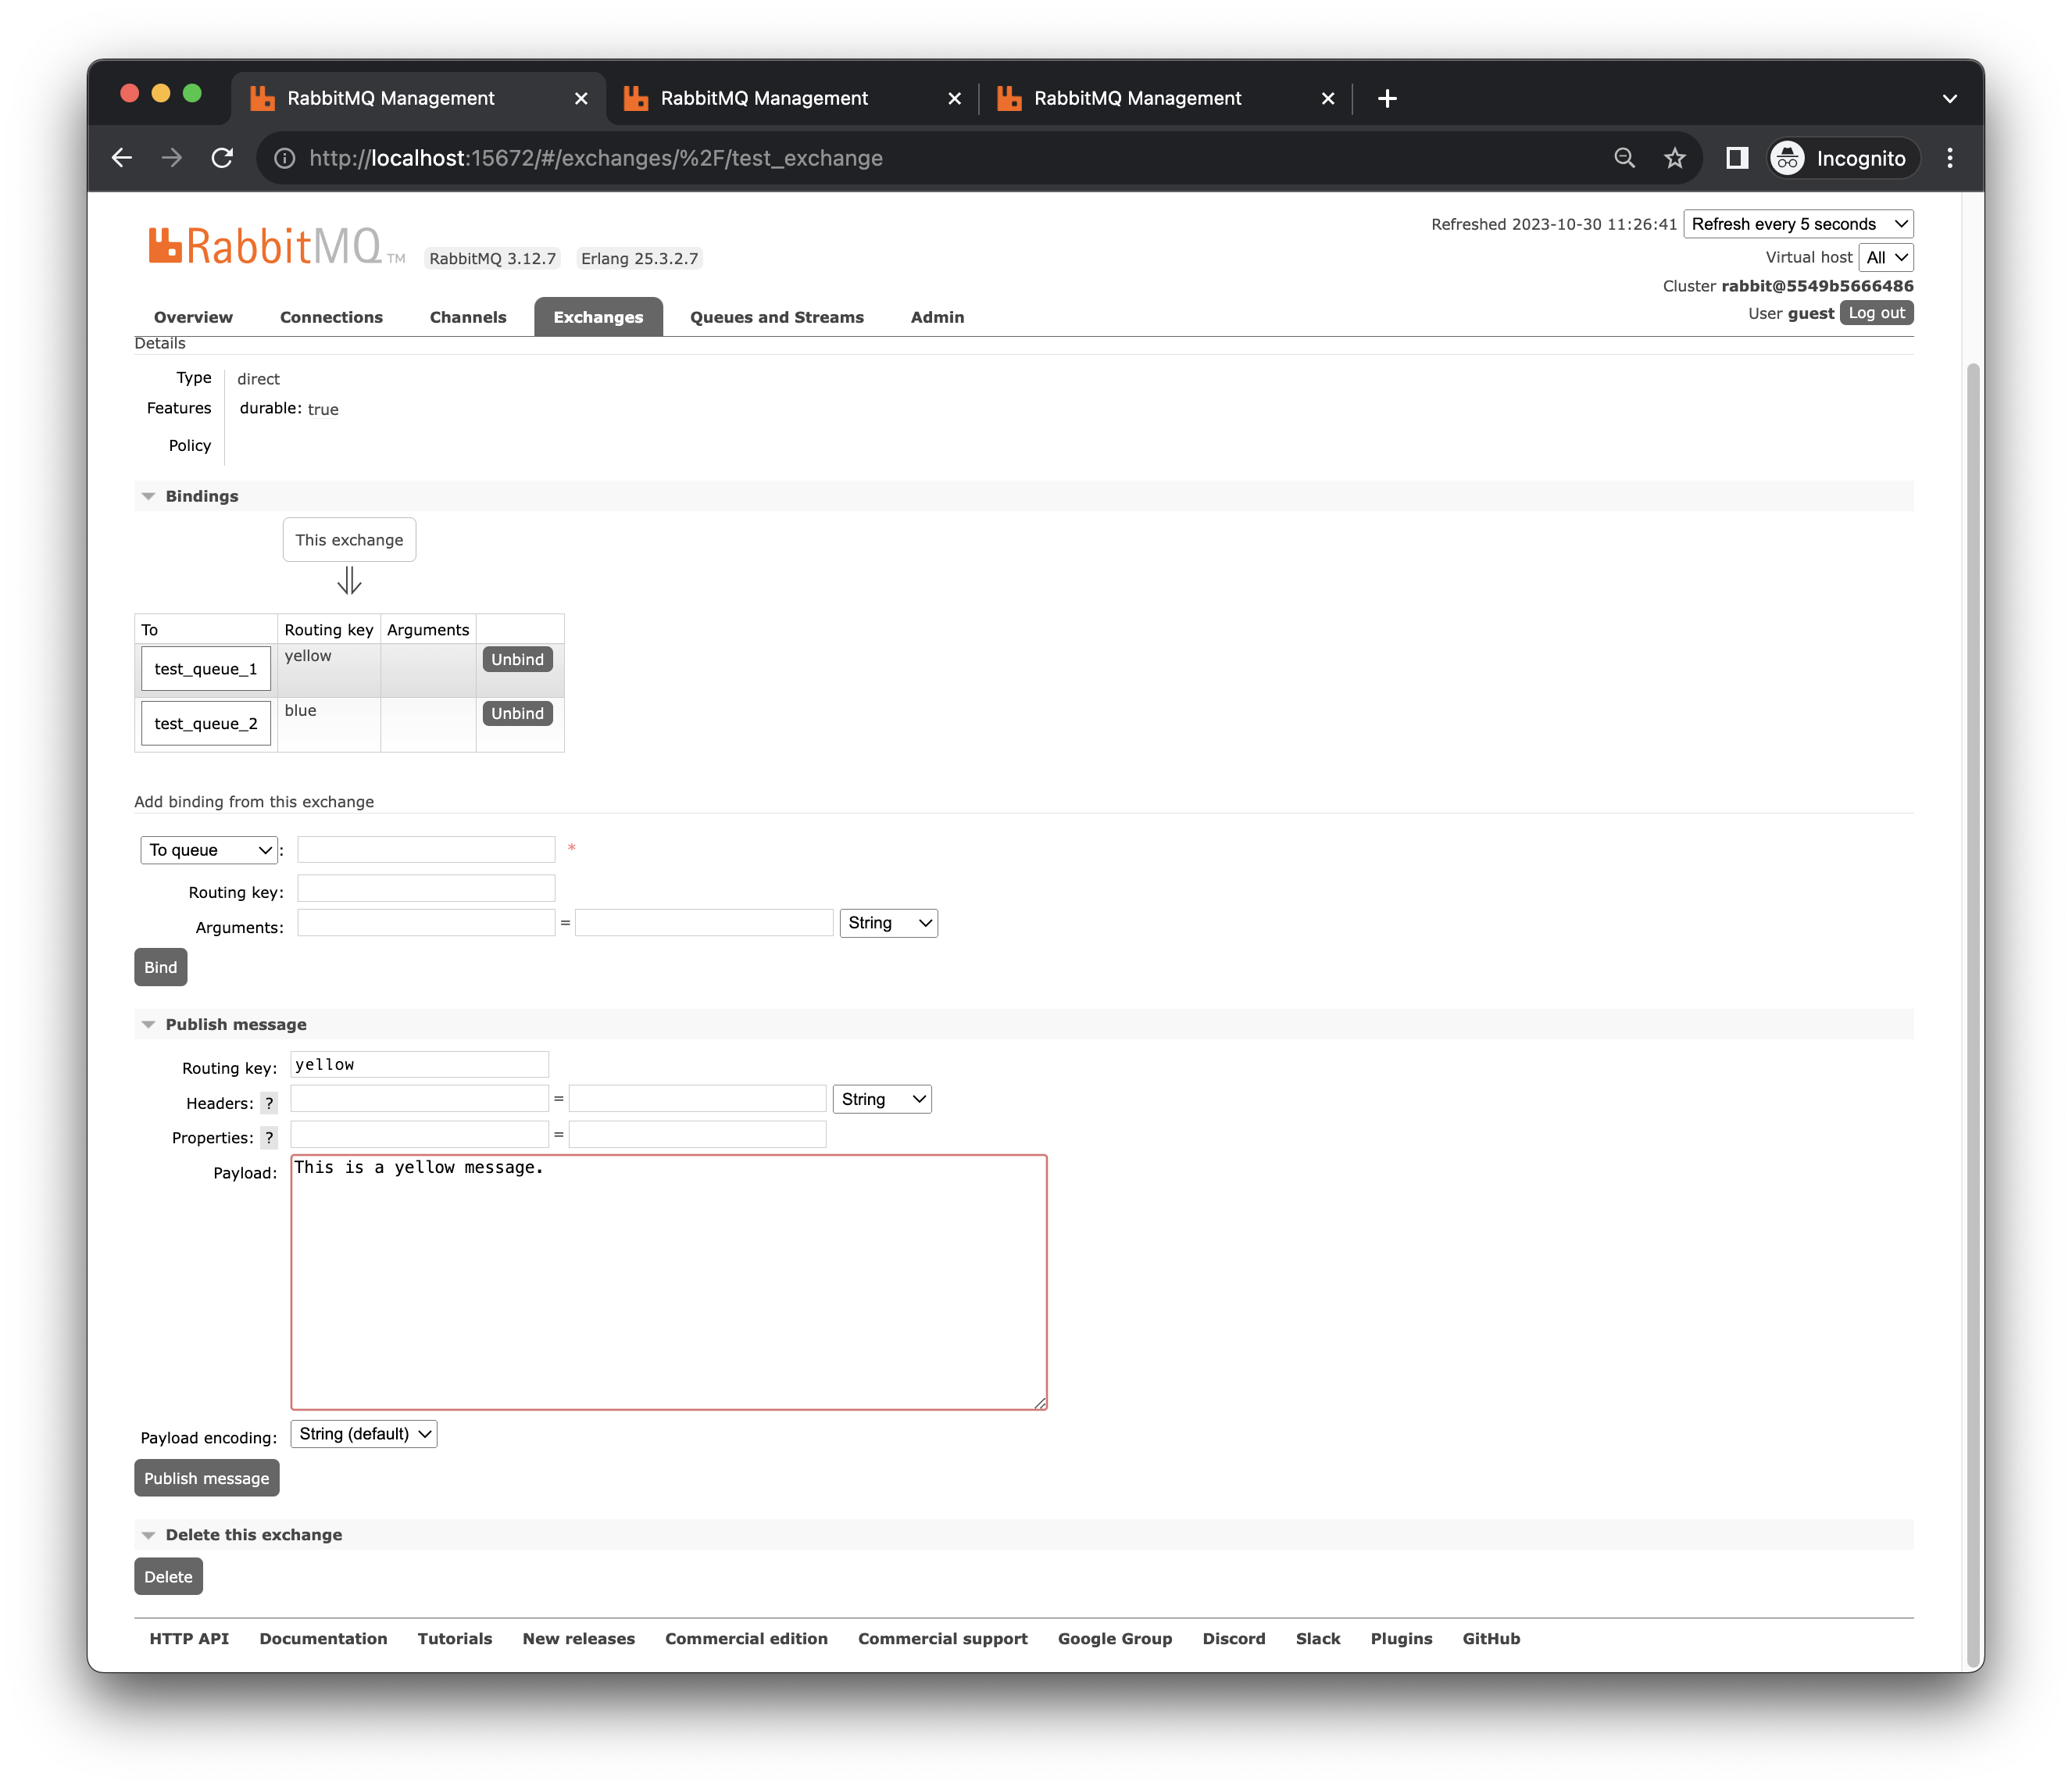 RabbitMQ Management
RabbitMQ Management
RabbitMQ Management
http://localhost:15672/#/exchanges/%2F/test_exchange
Incognito
RabbitMQ TM
RabbitMQ 3.12.7
Erlang 25.3.2.7
Refreshed 2023-10-30 11:26:41
Refresh every 5 seconds
Virtual host All
Cluster rabbit@5549b5666486
User guest Log out
Overview Connections Channels Exchanges Queues and Streams Admin
Details
Type direct
Features durable: true
Policy
Bindings
This exchange
⇓
To Routing key Arguments
test_queue_1 yellow Unbind
test_queue_2 blue Unbind
Add binding from this exchange
To queue : *
Routing key:
Arguments: = String
Bind
Publish message
Routing key: yellow
Headers: ? = String
Properties: ? =
Payload: This is a yellow message.
Payload encoding: String (default)
Publish message
Delete this exchange
Delete
HTTP API Documentation Tutorials New releases Commercial edition Commercial support Google Group Discord Slack Plugins GitHub